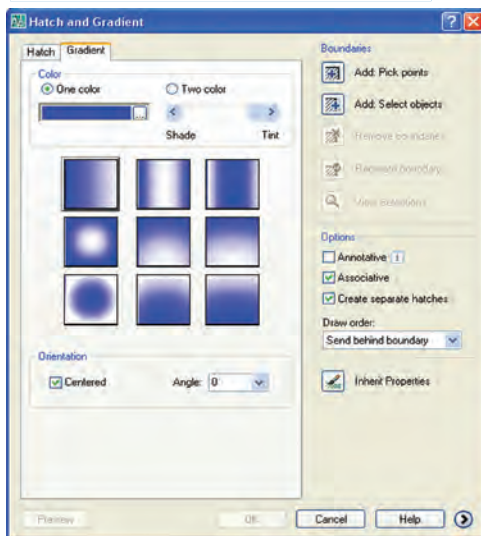 Hatch and Gradient
Hatch Gradient
Color
One color Two color
...
< >
Shade Tint
Orientation
Centered Angle: 0
Boundaries
Add: Pick points
Add: Select objects
Remove boundaries
Recreate boundary
View selections
Options
Annotative
Associative
Create separate hatches
Draw order:
Send behind boundary
Inherit Properties
Preview OK Cancel Help